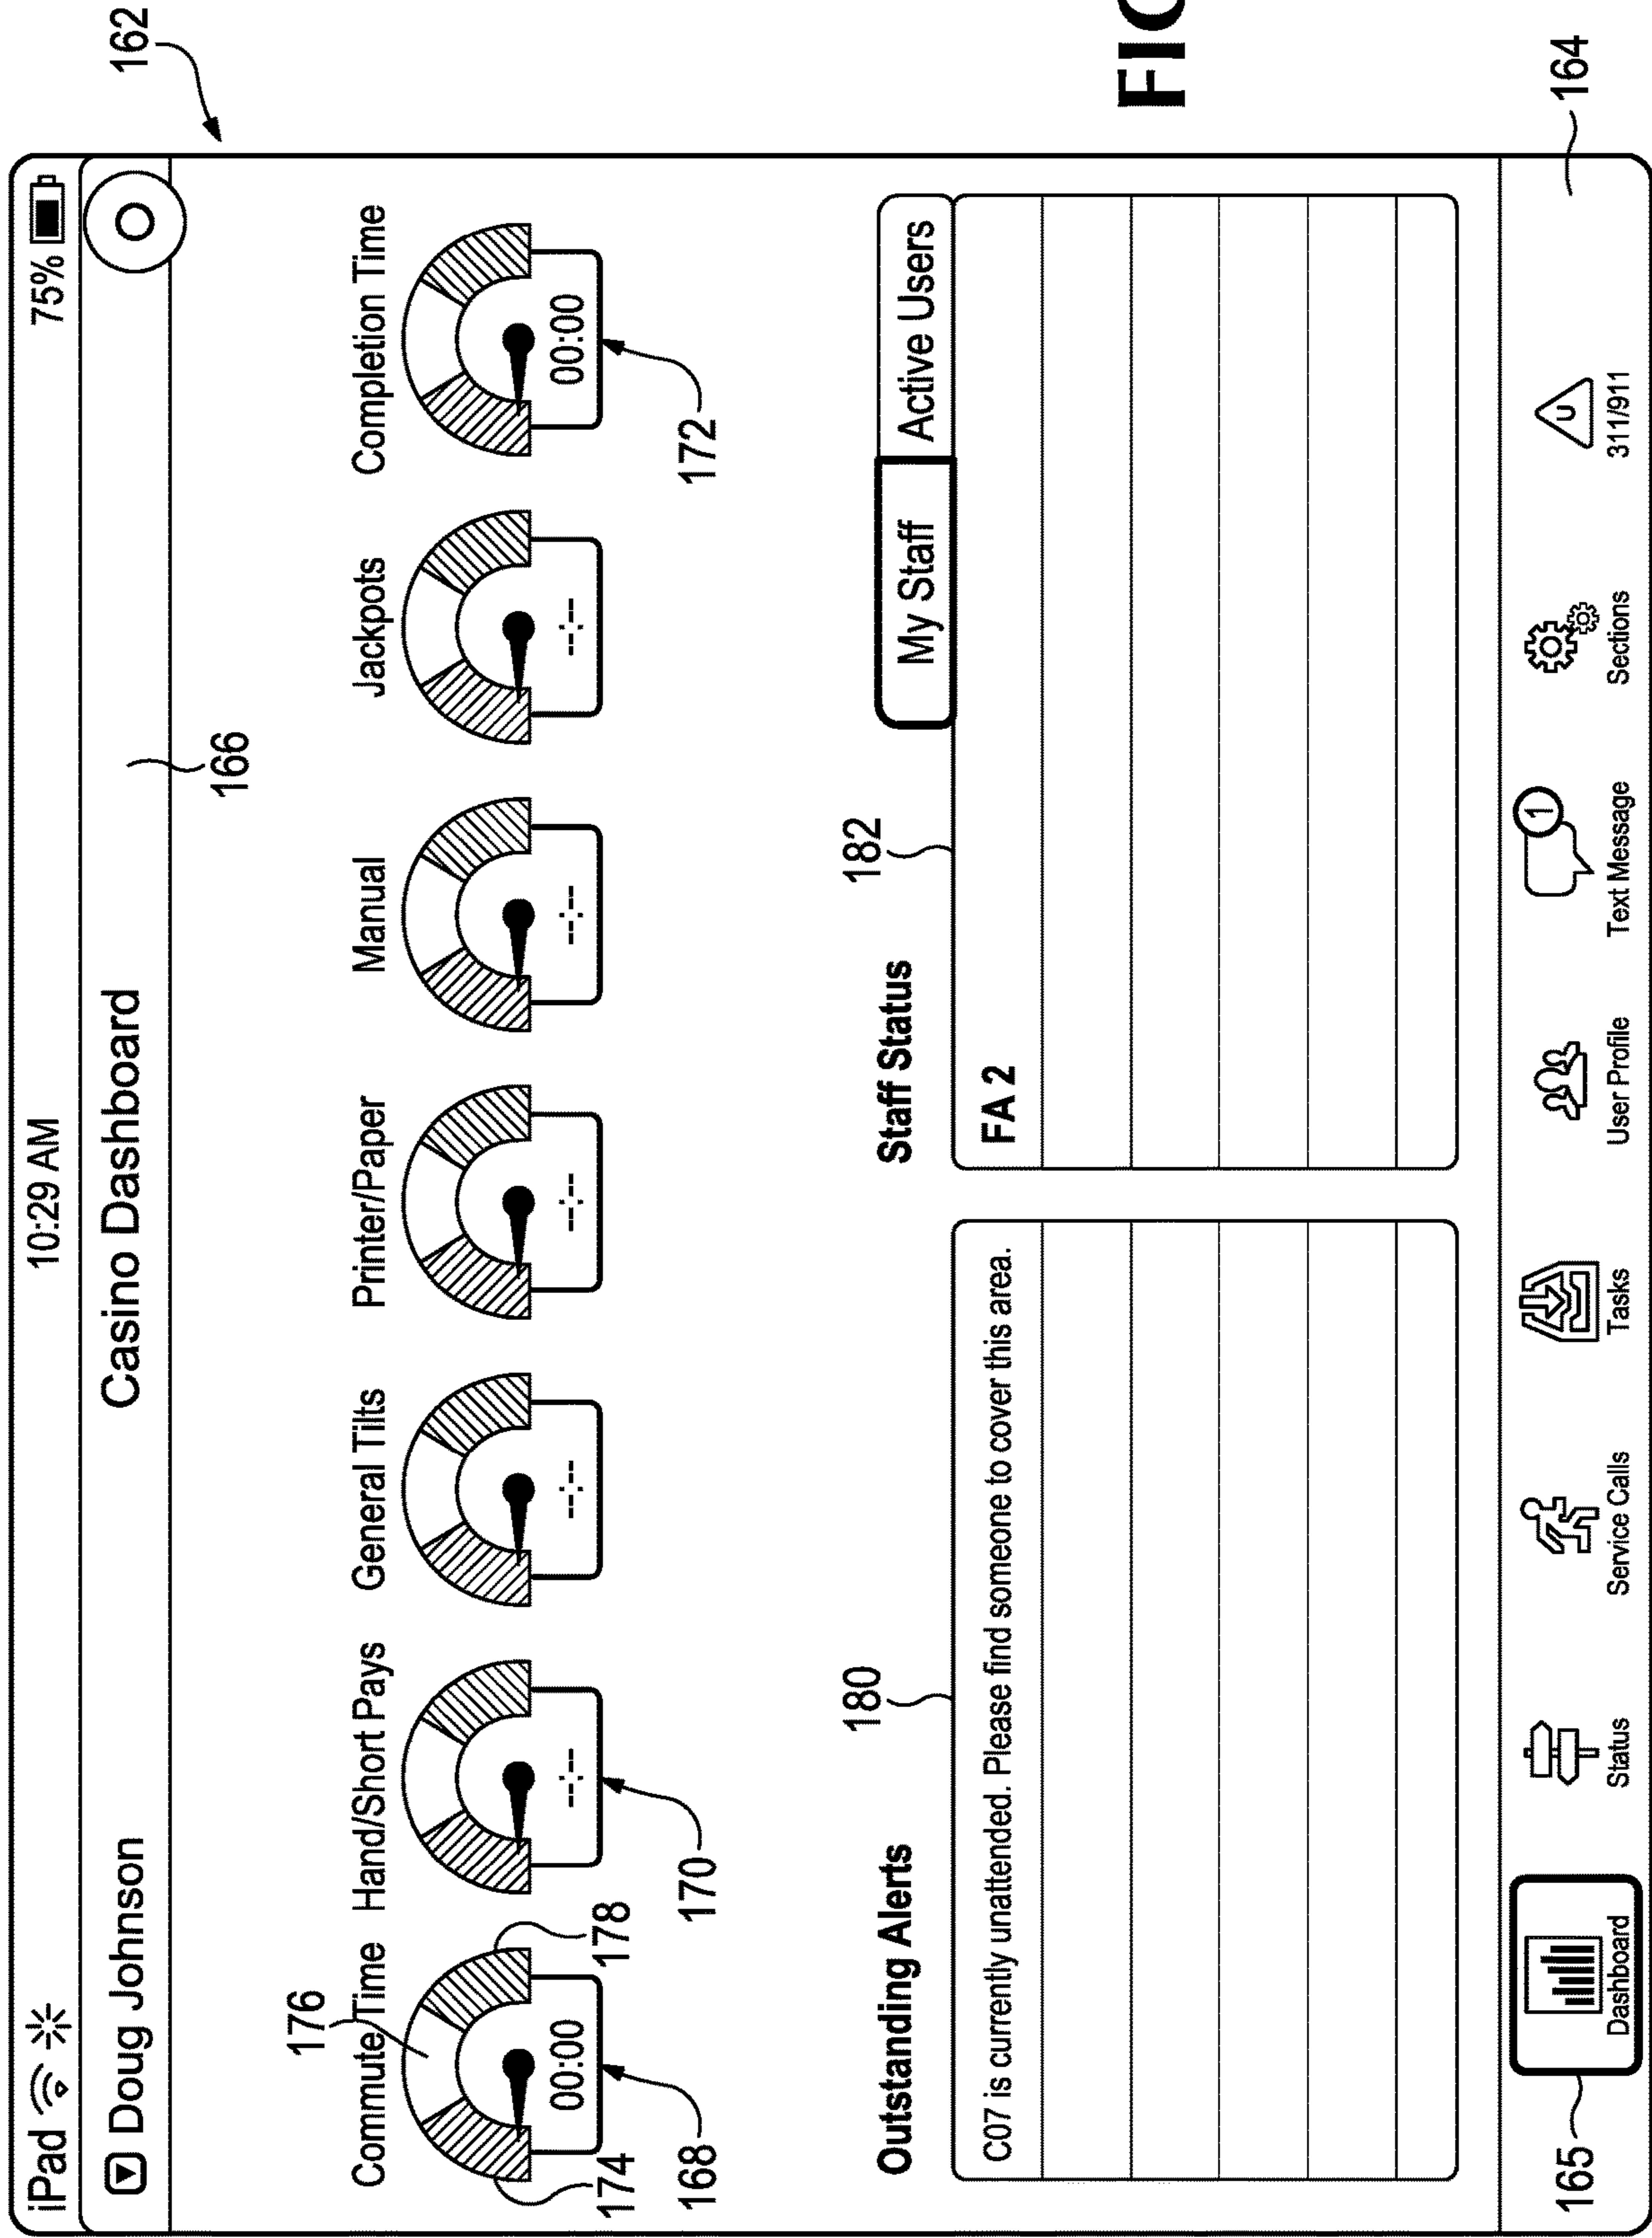 iPad 10:29 AM 75%
Doug Johnson Casino Dashboard
162
166
176
Commute Time Hand/Short Pays General Tilts Printer/Paper Manual Jackpots Completion Time
00:00 --:-- --:-- --:-- --:-- --:-- 00:00
174 178
168 170 172
180 182
Outstanding Alerts Staff Status My Staff Active Users
C07 is currently unattended. Please find someone to cover this area. FA 2
165 164
1
U
Dashboard Status Service Calls Tasks User Profile Text Message Sections 311/911